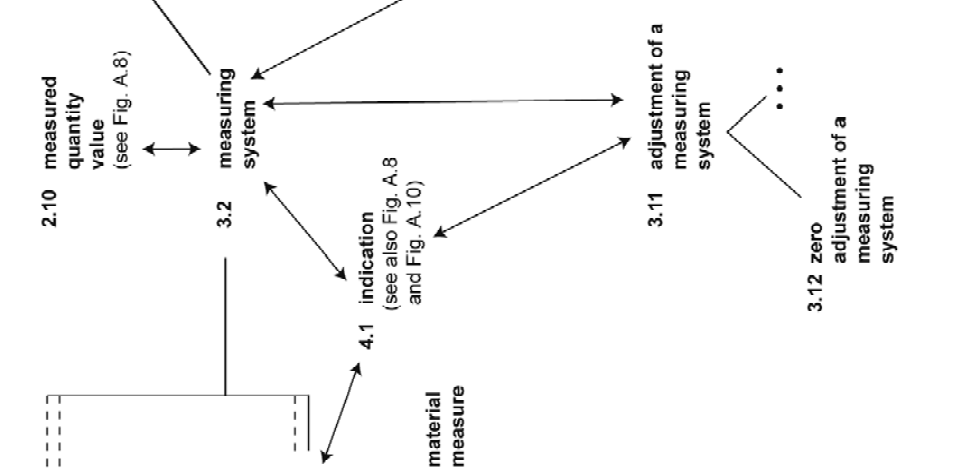 2.10 measured
quantity
value
(see Fig. A.8)
3.2 measuring
system
4.1 indication
(see also Fig. A.8
and Fig. A.10)
material
measure
3.11 adjustment of a
measuring
system
3.12 zero
adjustment of a
measuring
system